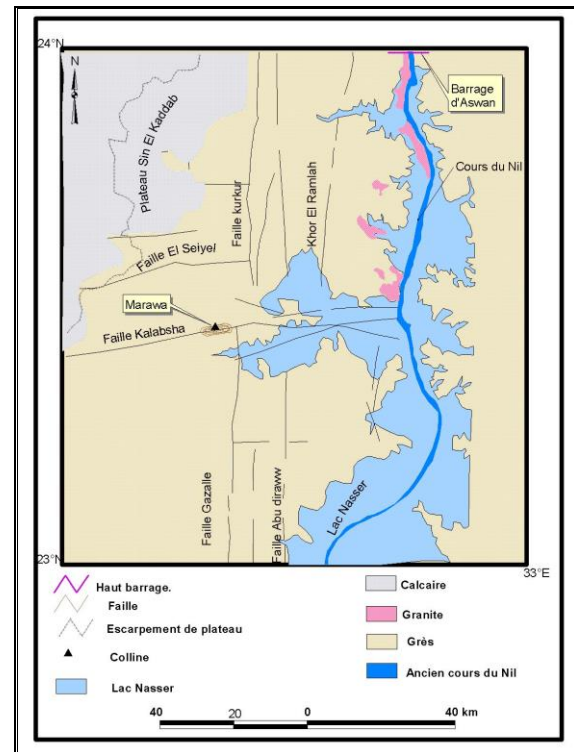 24°N
N
Barrage
d'Aswan
Plateau Sin El Kaddab
Cours du Nil
Faille kurkur
Khor El Ramlah
Faille El Seiyel
Marawa
Faille Kalabsha
Faille Gazalle
Faille Abu diraww
Lac Nasser
23°N
33°E
Haut barrage.
Faille
Escarpement de plateau
Colline
Lac Nasser
Calcaire
Granite
Grès
Ancien cours du Nil
40 20 0 40 km